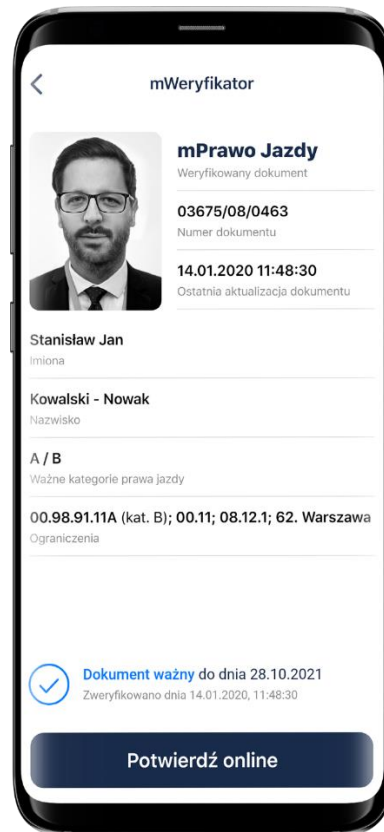 mWeryfikator
mPrawo Jazdy
Weryfikowany dokument
03675/08/0463
Numer dokumentu
14.01.2020 11:48:30
Ostatnia aktualizacja dokumentu
Stanisław Jan
Imiona
Kowalski - Nowak
Nazwisko
A / B
Ważne kategorie prawa jazdy
00.98.91.11A (kat. B); 00.11; 08.12.1; 62. Warszawa
Ograniczenia
Dokument ważny do dnia 28.10.2021
Zweryfikowano dnia 14.01.2020, 11:48:30
Potwierdź online